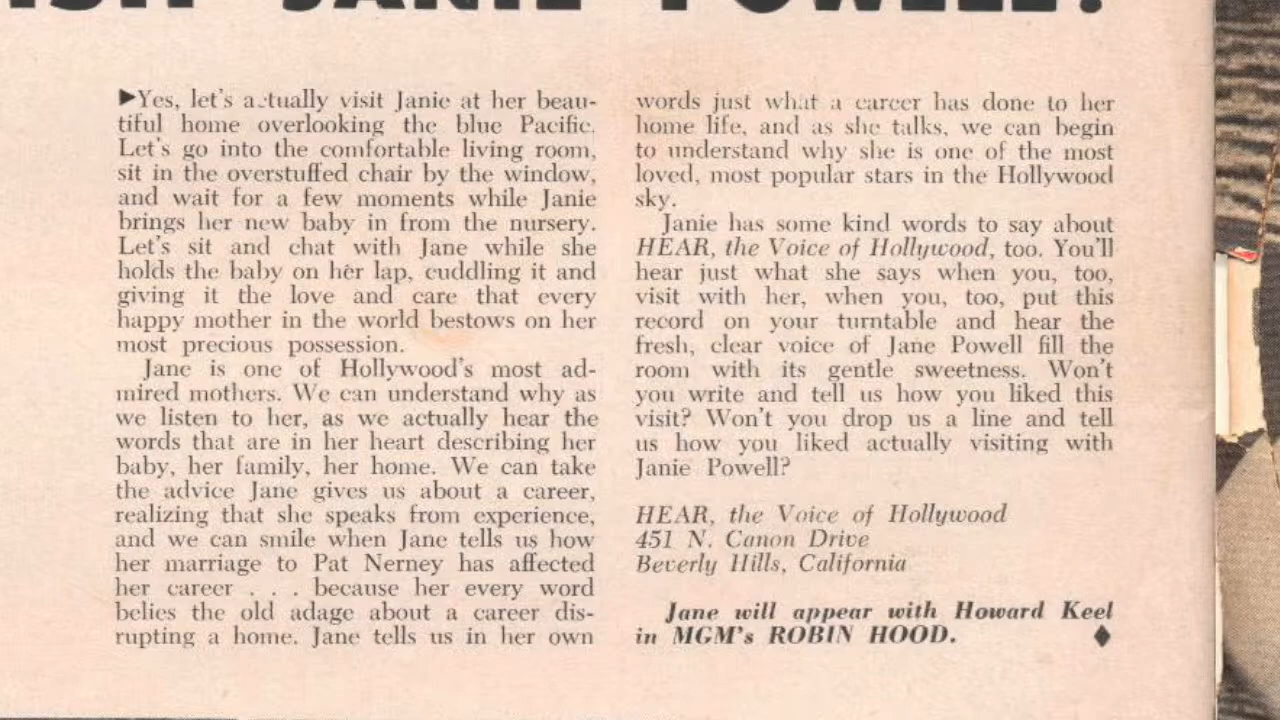 JANIE POWELL?
▶Yes, let's actually visit Janie at her beau-
tiful home overlooking the blue Pacific.
Let's go into the comfortable living room,
sit in the overstuffed chair by the window,
and wait for a few moments while Janie
brings her new baby in from the nursery.
Let's sit and chat with Jane while she
holds the baby on her lap, cuddling it and
giving it the love and care that every
happy mother in the world bestows on her
most precious possession.
Jane is one of Hollywood's most ad-
mired mothers. We can understand why as
we listen to her, as we actually hear the
words that are in her heart describing her
baby, her family, her home. We can take
the advice Jane gives us about a career,
realizing that she speaks from experience,
and we can smile when Jane tells us how
her marriage to Pat Nerney has affected
her career . . . because her every word
belies the old adage about a career dis-
rupting a home. Jane tells us in her own
words just what a career has done to her
home life, and as she talks, we can begin
to understand why she is one of the most
loved, most popular stars in the Hollywood
sky.
Janie has some kind words to say about
HEAR, the Voice of Hollywood, too. You'll
hear just what she says when you, too,
visit with her, when you, too, put this
record on your turntable and hear the
fresh, clear voice of Jane Powell fill the
room with its gentle sweetness. Won't
you write and tell us how you liked this
visit? Won't you drop us a line and tell
us how you liked actually visiting with
Janie Powell?
HEAR, the Voice of Hollywood
451 N. Canon Drive
Beverly Hills, California
Jane will appear with Howard Keel
in MGM's ROBIN HOOD. ♦